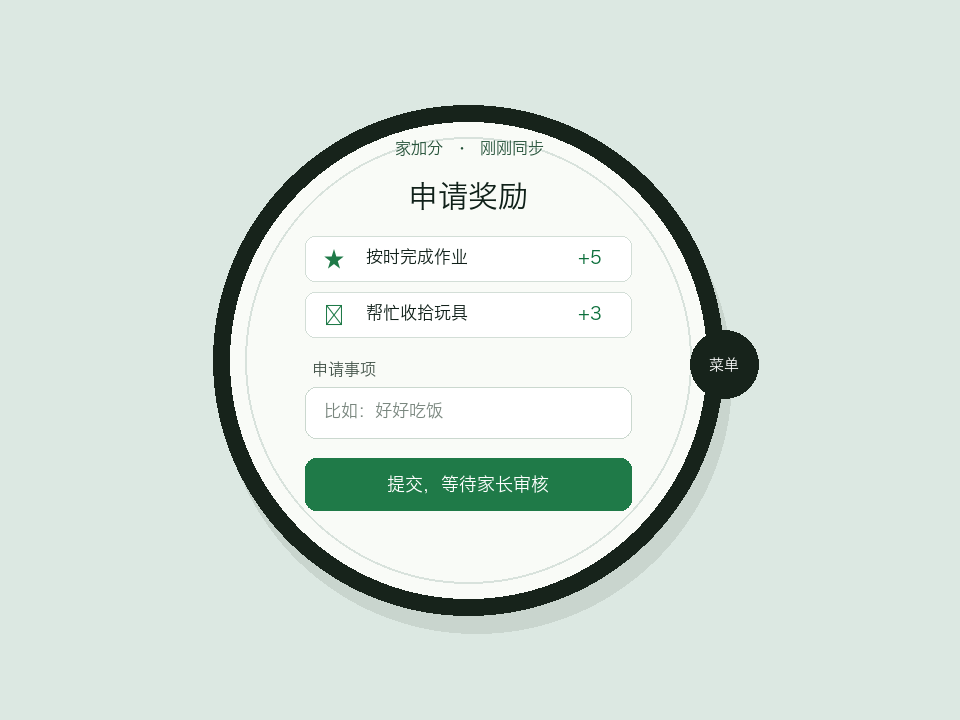 家加分 · 刚刚同步
申请奖励
★ 按时完成作业 +5
帮忙收拾玩具 +3
申请事项
比如：好好吃饭
提交，等待家长审核
菜单